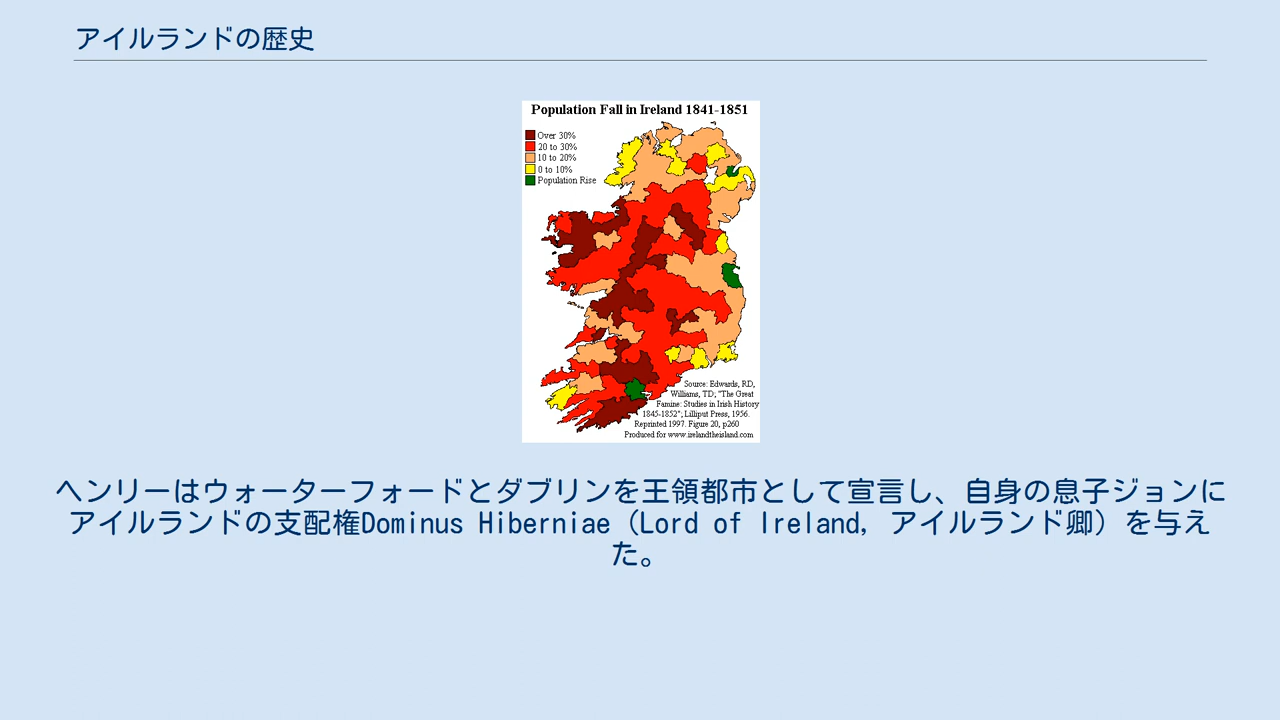 アイルランドの歴史
Population Fall in Ireland 1841-1851
Over 30%
20 to 30%
10 to 20%
0 to 10%
Population Rise
Source: Edwards, RD,
Williams, TD; "The Great
Famine: Studies in Irish History
1845-1852"; Lilliput Press, 1956.
Reprinted 1997. Figure 20, p260
Produced for www.irelandtheisland.com
ヘンリーはウォーターフォードとダブリンを王領都市として宣言し、自身の息子ジョンに
アイルランドの支配権Dominus Hiberniae（Lord of Ireland, アイルランド卿）を与え
た。